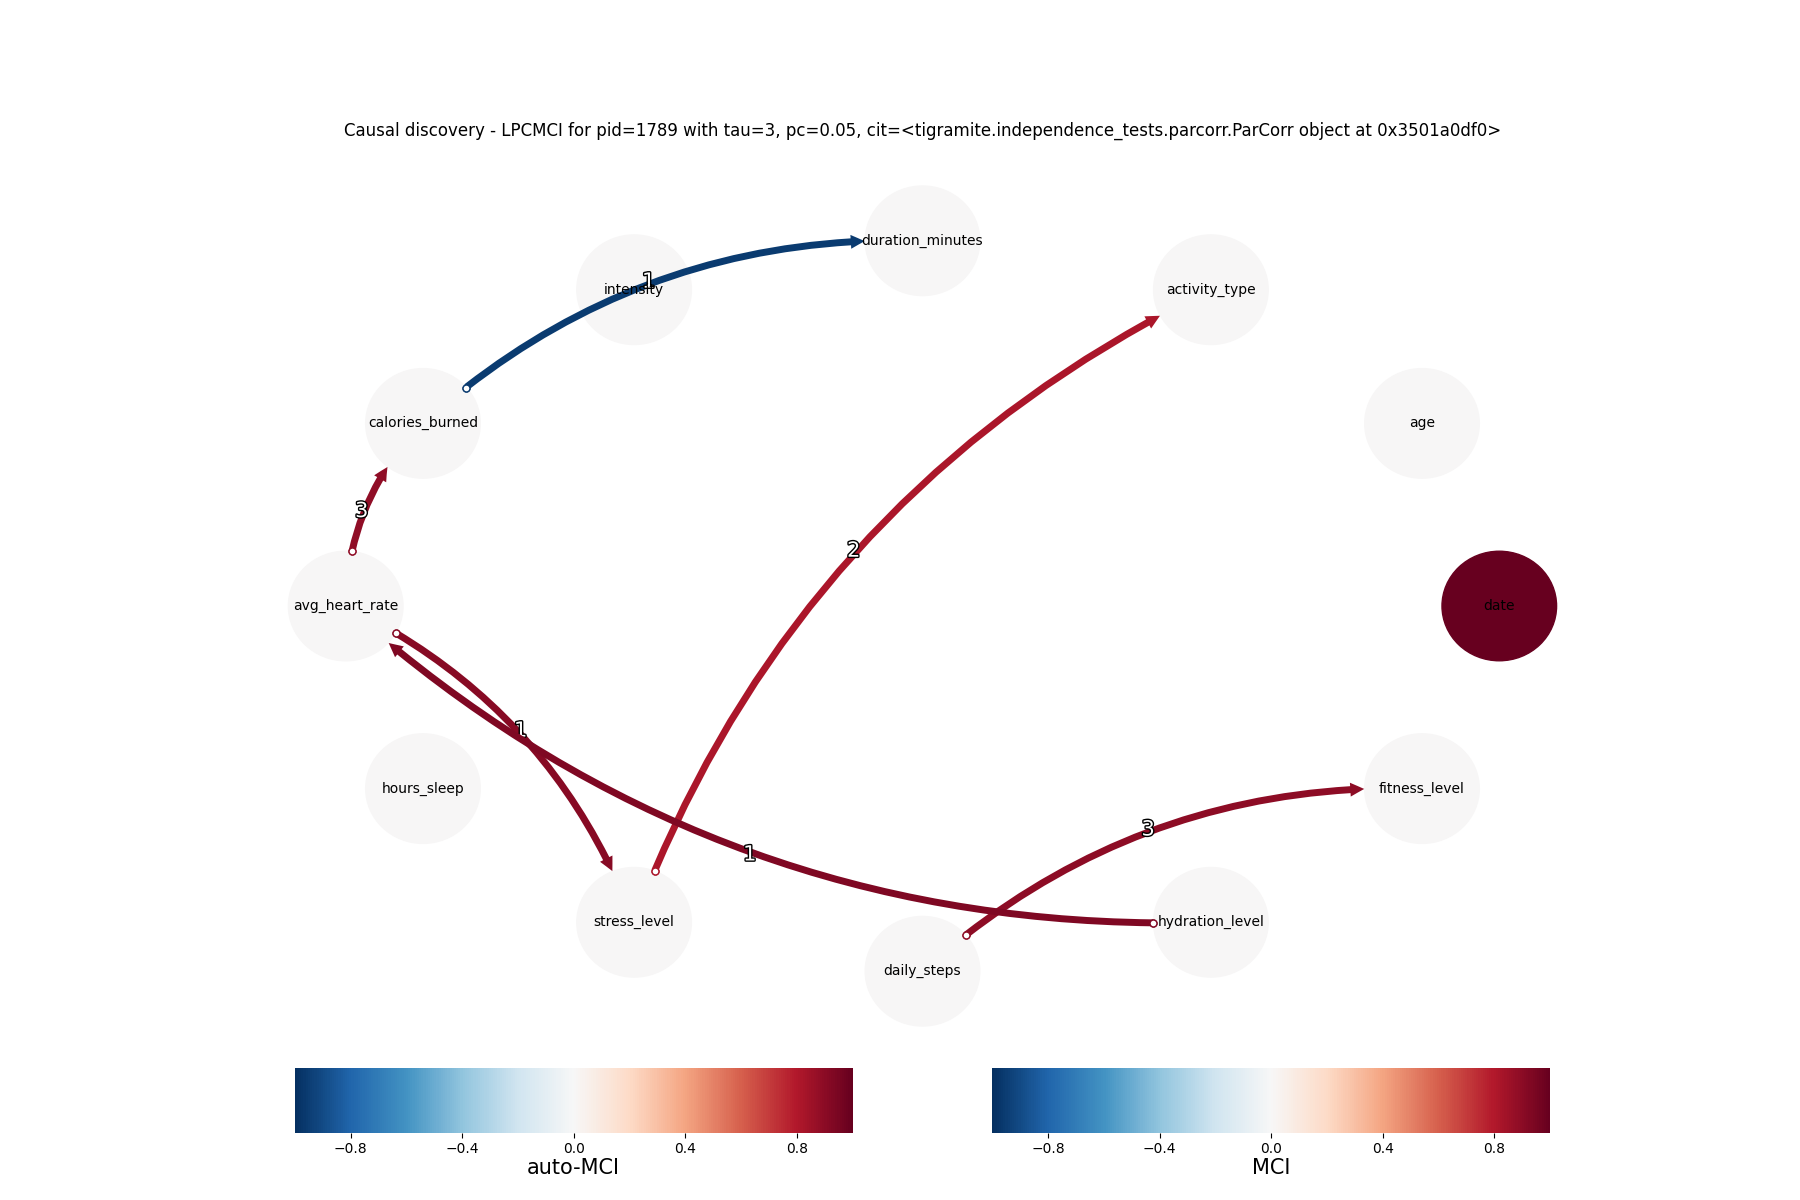 Causal discovery - LPCMCI for pid=1789 with tau=3, pc=0.05, cit=<tigramite.independence_tests.parcorr.ParCorr object at 0x3501a0df0>
duration_minutes
intensity
1
activity_type
calories_burned
age
3
2
avg_heart_rate
date
1
hours_sleep
fitness_level
3
1
stress_level
hydration_level
daily_steps
−0.8 −0.4 0.0 0.4 0.8
auto-MCI
−0.8 −0.4 0.0 0.4 0.8
MCI